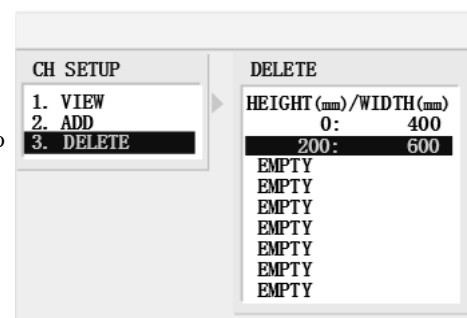 CH SETUP
1. VIEW
2. ADD
3. DELETE
DELETE
HEIGHT(mm)/WIDTH(mm)
0: 400
200: 600
EMPTY
EMPTY
EMPTY
EMPTY
EMPTY
EMPTY
EMPTY